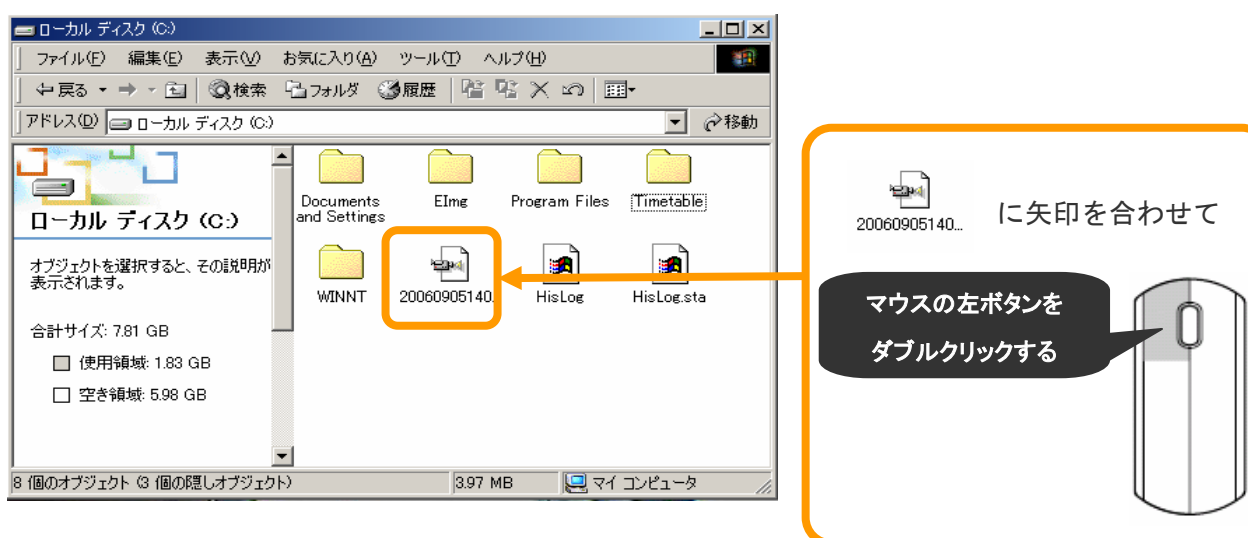 ローカル ディスク (C:)
ファイル(F) 編集(E) 表示(V) お気に入り(A) ツール(T) ヘルプ(H)
戻る 検索 フォルダ 履歴
アドレス(D) ローカル ディスク (C:) 移動
ローカル ディスク (C:)
オブジェクトを選択すると、その説明が
表示されます。
合計サイズ: 7.81 GB
使用領域: 1.83 GB
空き領域: 5.98 GB
Documents
and Settings
EImg
Program Files
Timetable
WINNT
20060905140...
HisLog
HisLog.sta
8 個のオブジェクト (3 個の隠しオブジェクト) 3.97 MB マイ コンピュータ
20060905140...
に矢印を合わせて
マウスの左ボタンを
ダブルクリックする